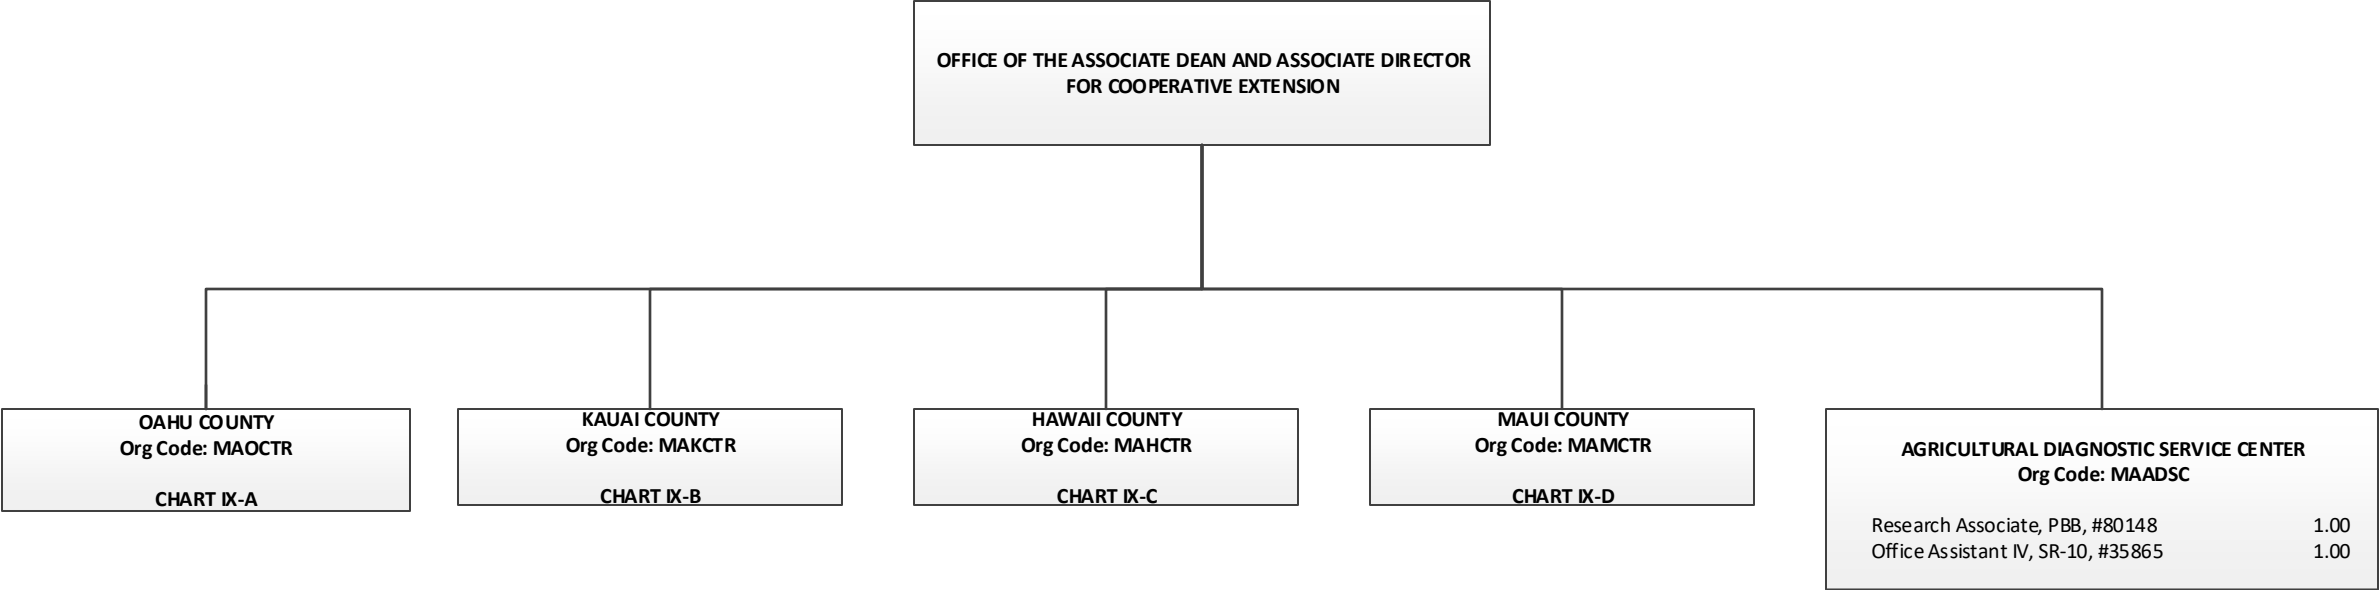 OFFICE OF THE ASSOCIATE DEAN AND ASSOCIATE DIRECTOR
FOR COOPERATIVE EXTENSION
OAHU COUNTY
Org Code: MAOCTR
CHART IX-A
KAUAI COUNTY
Org Code: MAKCTR
CHART IX-B
HAWAII COUNTY
Org Code: MAHCTR
CHART IX-C
MAUI COUNTY
Org Code: MAMCTR
CHART IX-D
AGRICULTURAL DIAGNOSTIC SERVICE CENTER
Org Code: MAADSC
Research Associate, PBB, #80148 1.00
Office Assistant IV, SR-10, #35865 1.00